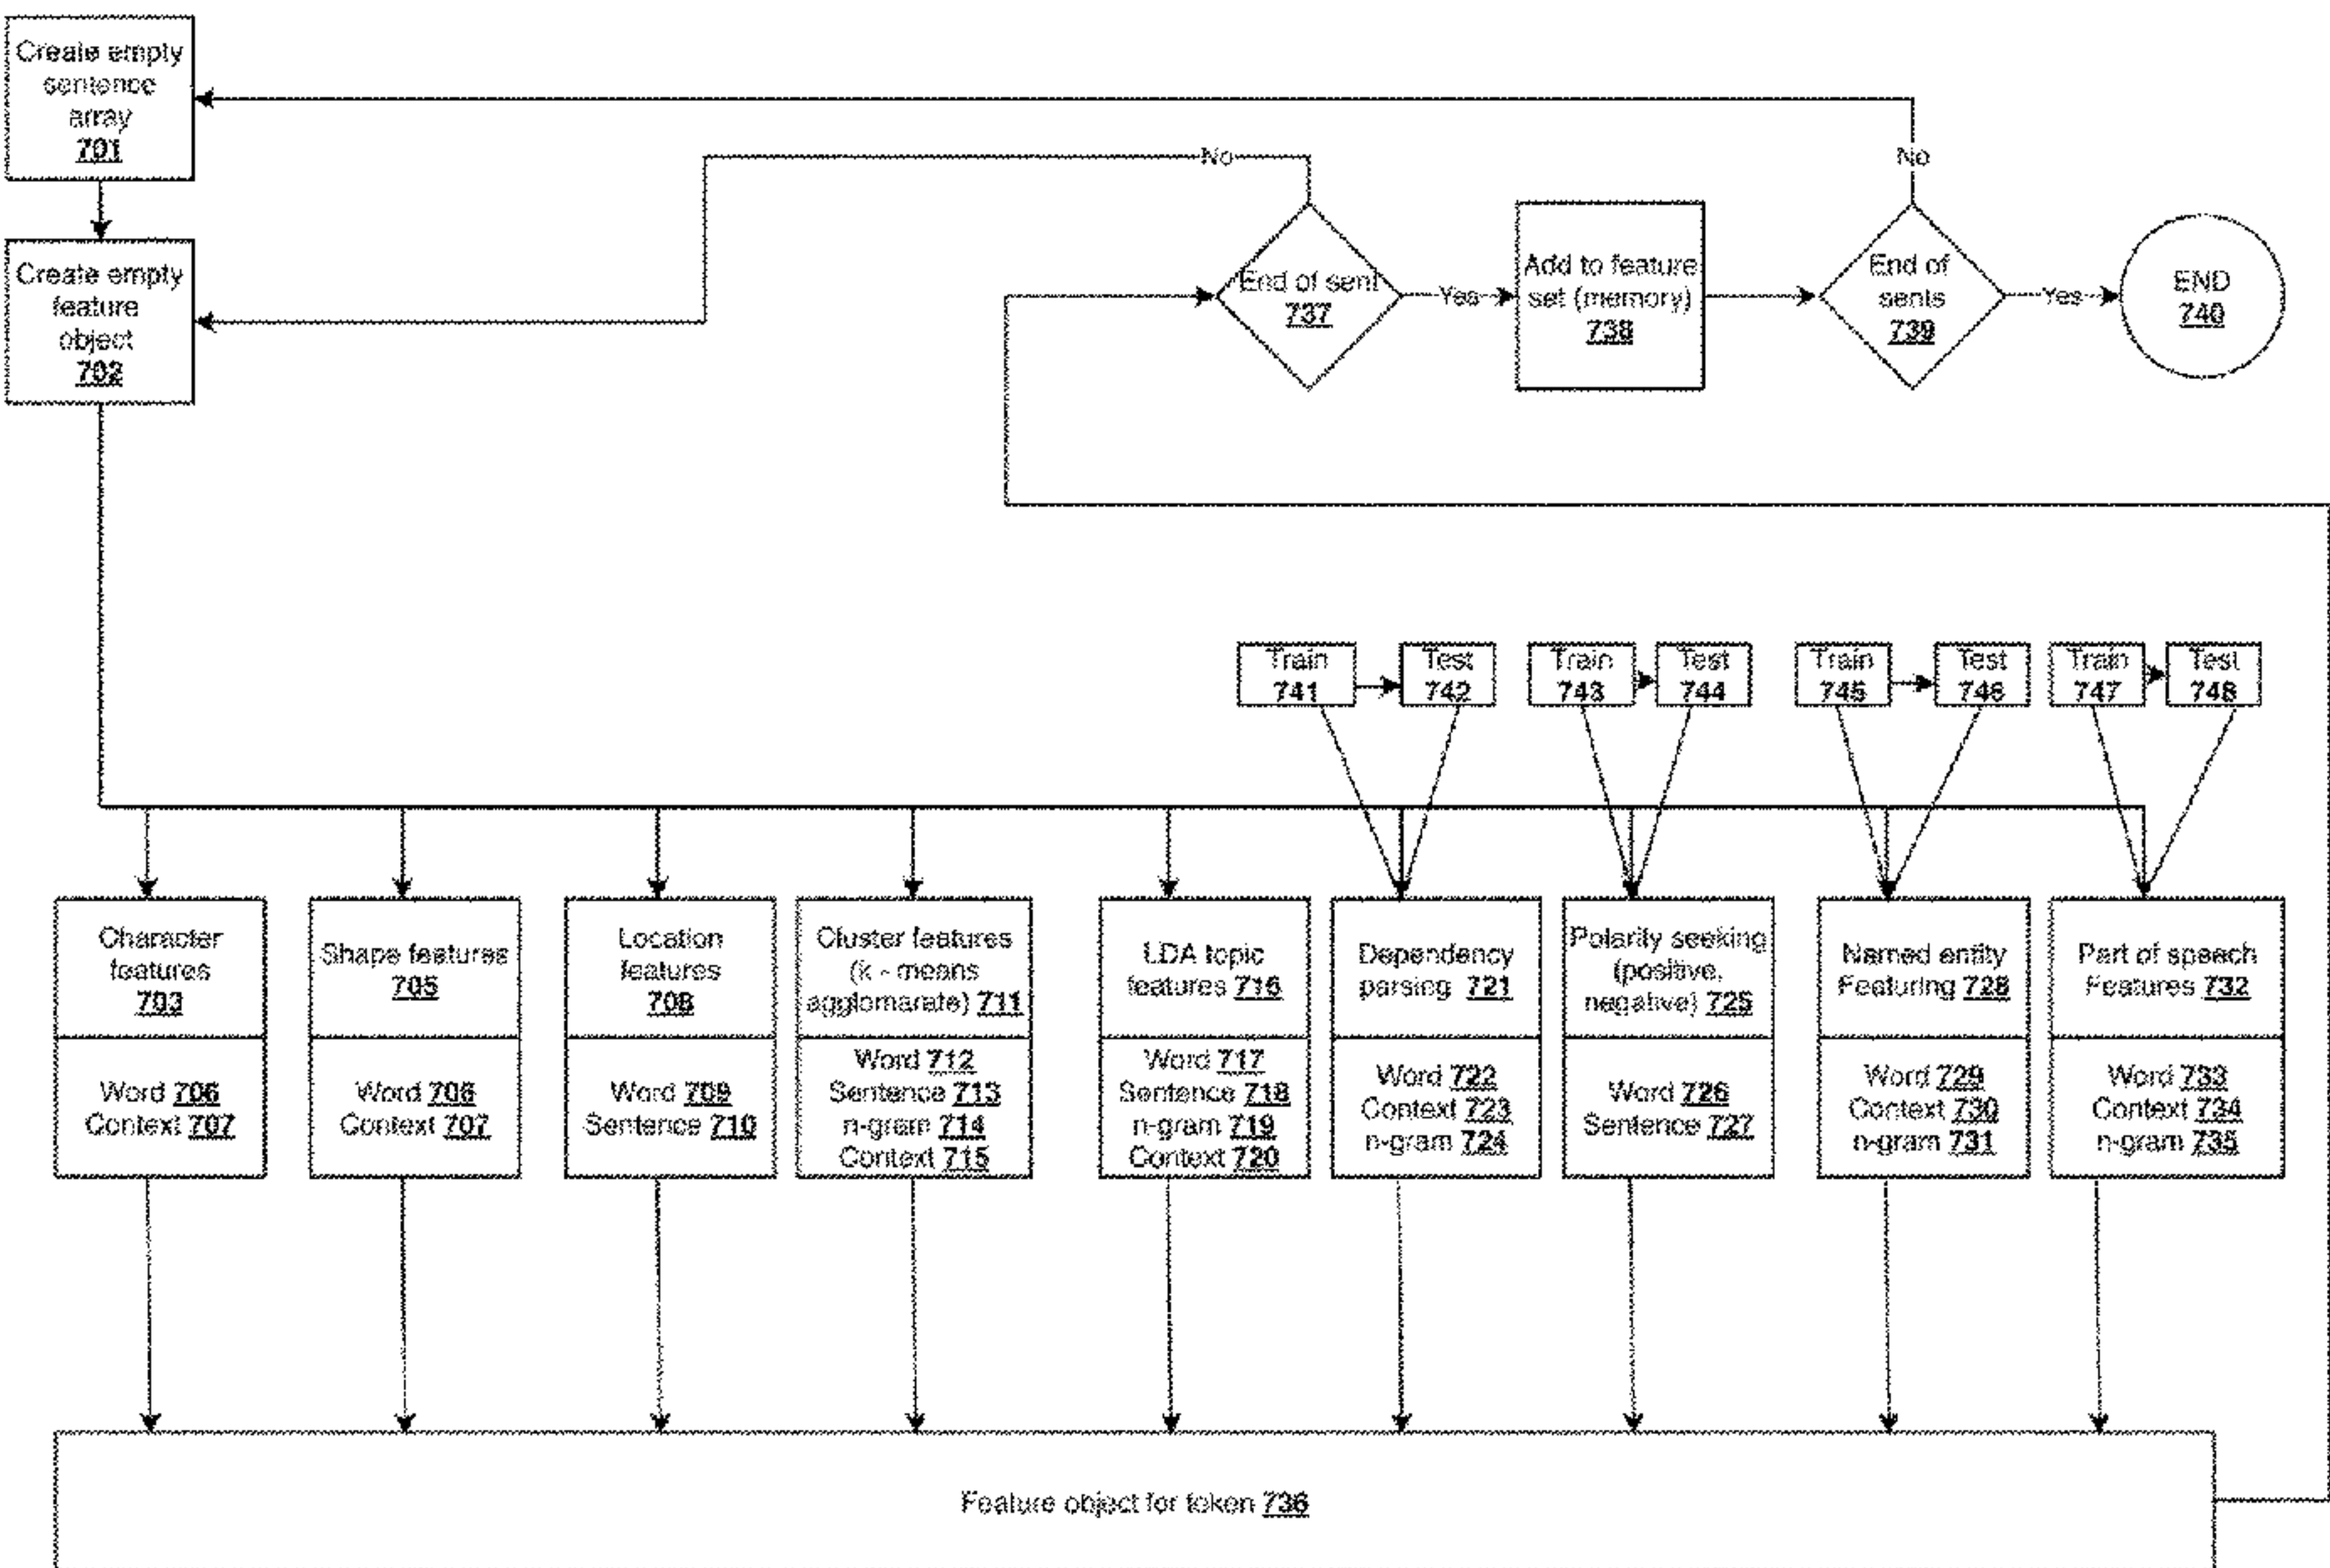 Create empty
sentence
array
701
Create empty
feature
object
702
No
No
End of sent
737
Yes
Add to feature
set (memory)
738
End of
sents
739
Yes
END
740
Train
741
Test
742
Train
743
Test
744
Train
745
Test
746
Train
747
Test
748
Character
features
703
Word 706
Context 707
Shape features
705
Word 706
Context 707
Location
features
708
Word 709
Sentence 710
Cluster features
(k - means
agglomarate) 711
Word 712
Sentence 713
n-gram 714
Context 715
LDA topic
features 716
Word 717
Sentence 718
n-gram 719
Context 720
Dependency
parsing 721
Word 722
Context 723
n-gram 724
Polarity seeking
(positive,
negative) 725
Word 726
Sentence 727
Named entity
Featuring 728
Word 729
Context 730
n-gram 731
Part of speech
Features 732
Word 733
Context 734
n-gram 735
Feature object for token 736